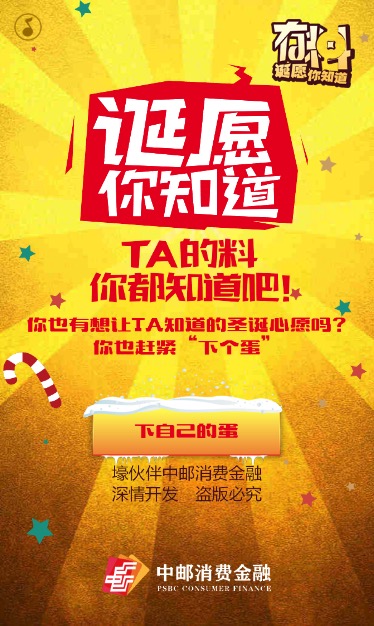 有料
诞愿你知道
诞愿
你知道
TA的料
你都知道吧！
你也有想让TA知道的圣诞心愿吗？
你也赶紧“下个蛋”
下自己的蛋
壕伙伴中邮消费金融
深情开发 盗版必究
中邮消费金融
PSBC CONSUMER FINANCE